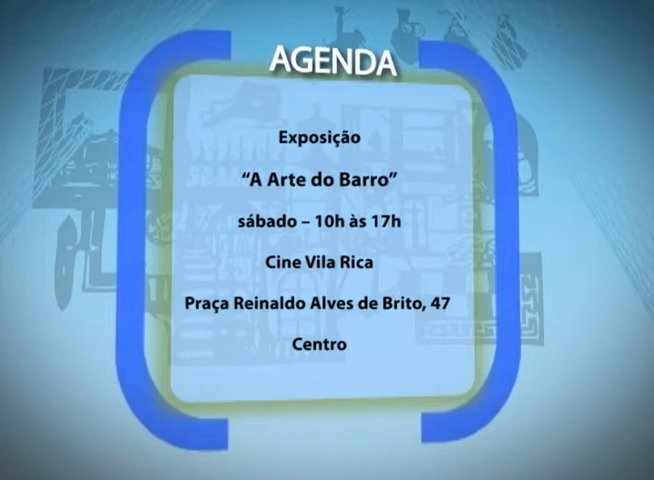 AGENDA
Exposição
“A Arte do Barro”
sábado – 10h às 17h
Cine Vila Rica
Praça Reinaldo Alves de Brito, 47
Centro